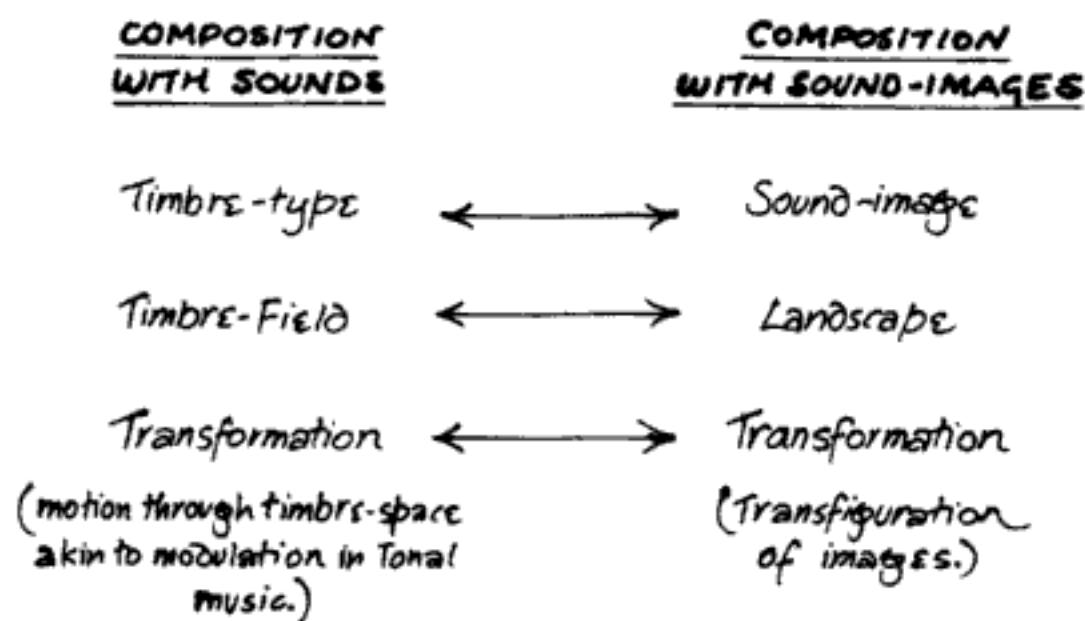 COMPOSITION
WITH SOUNDS
COMPOSITION
WITH SOUND-IMAGES
Timbre-type
Sound-image
Timbre-Field
Landscape
Transformation
Transformation
(motion through timbre-space
akin to modulation in Tonal
music.)
(Transfiguration
of images.)